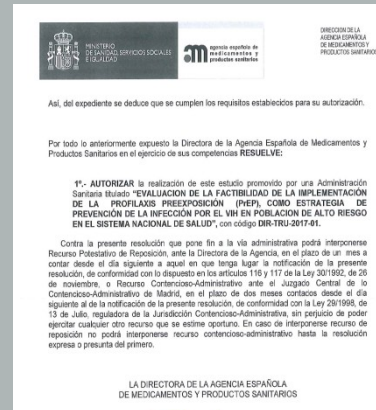 MINISTERIO
DE SANIDAD, SERVICIOS SOCIALES
E IGUALDAD
agencia española de
medicamentos y
productos sanitarios
DIRECCION DE LA
AGENCIA ESPAÑOLA
DE MEDICAMENTOS Y
PRODUCTOS SANITARIOS
Así, del expediente se deduce que se cumplen los requisitos establecidos para su autorización.
Por todo lo anteriormente expuesto la Directora de la Agencia Española de Medicamentos y
Productos Sanitarios en el ejercicio de sus competencias RESUELVE:
1º.- AUTORIZAR la realización de este estudio promovido por una Administración
Sanitaria titulado "EVALUACION DE LA FACTIBILIDAD DE LA IMPLEMENTACIÓN
DE LA PROFILAXIS PREEXPOSICIÓN (PrEP), COMO ESTRATEGIA DE
PREVENCIÓN DE LA INFECCIÓN POR EL VIH EN POBLACION DE ALTO RIESGO
EN EL SISTEMA NACIONAL DE SALUD", con código DIR-TRU-2017-01.
Contra la presente resolución que pone fin a la vía administrativa podrá interponerse
Recurso Potestativo de Reposición, ante la Directora de la Agencia, en el plazo de un mes a
contar desde el día siguiente a aquel en que tenga lugar la notificación de la presente
resolución, de conformidad con lo dispuesto en los artículos 116 y 117 de la Ley 30/1992, de 26
de noviembre, o Recurso Contencioso-Administrativo ante el Juzgado Central de lo
Contencioso-Administrativo de Madrid, en el plazo de dos meses contados desde el día
siguiente al de la notificación de la presente resolución, de conformidad con la Ley 29/1998, de
13 de Julio, reguladora de la Jurisdicción Contencioso-Administrativa, sin perjuicio de poder
ejercitar cualquier otro recurso que se estime oportuno. En caso de interponerse recurso de
reposición no podrá interponerse recurso contencioso-administrativo hasta la resolución
expresa o presunta del primero.
LA DIRECTORA DE LA AGENCIA ESPAÑOLA
DE MEDICAMENTOS Y PRODUCTOS SANITARIOS